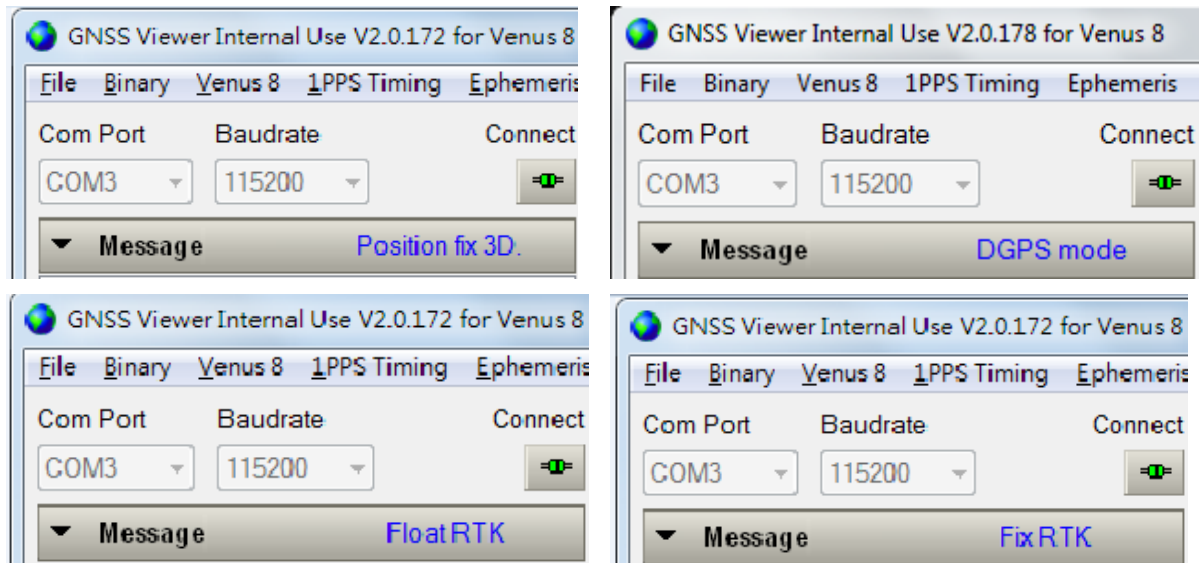 GNSS Viewer Internal Use V2.0.172 for Venus 8
File Binary Venus 8 1PPS Timing Ephemeris
Com Port Baudrate Connect
COM3 115200
Message Position fix 3D.
GNSS Viewer Internal Use V2.0.178 for Venus 8
File Binary Venus 8 1PPS Timing Ephemeris
Com Port Baudrate Connect
COM3 115200
Message DGPS mode
GNSS Viewer Internal Use V2.0.172 for Venus 8
File Binary Venus 8 1PPS Timing Ephemeris
Com Port Baudrate Connect
COM3 115200
Message Float RTK
GNSS Viewer Internal Use V2.0.172 for Venus 8
File Binary Venus 8 1PPS Timing Ephemeris
Com Port Baudrate Connect
COM3 115200
Message Fix RTK